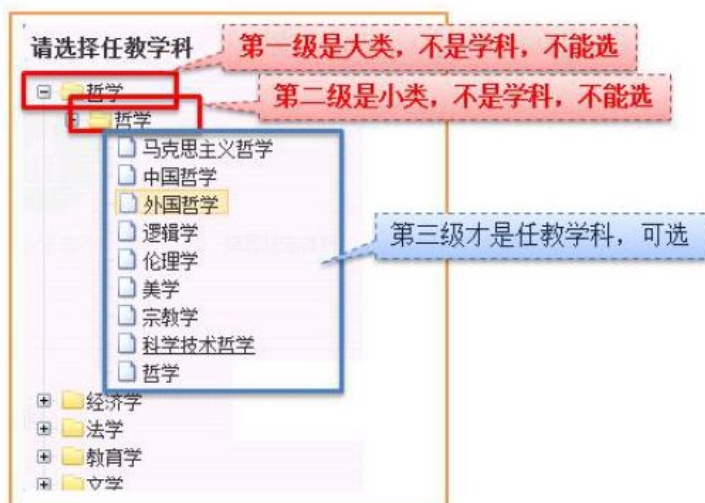 请选择任教学科
第一级是大类，不是学科，不能选
哲学
第二级是小类，不是学科，不能选
哲学
马克思主义哲学
中国哲学
外国哲学
逻辑学
第三级才是任教学科，可选
伦理学
美学
宗教学
科学技术哲学
哲学
经济学
法学
教育学
文学